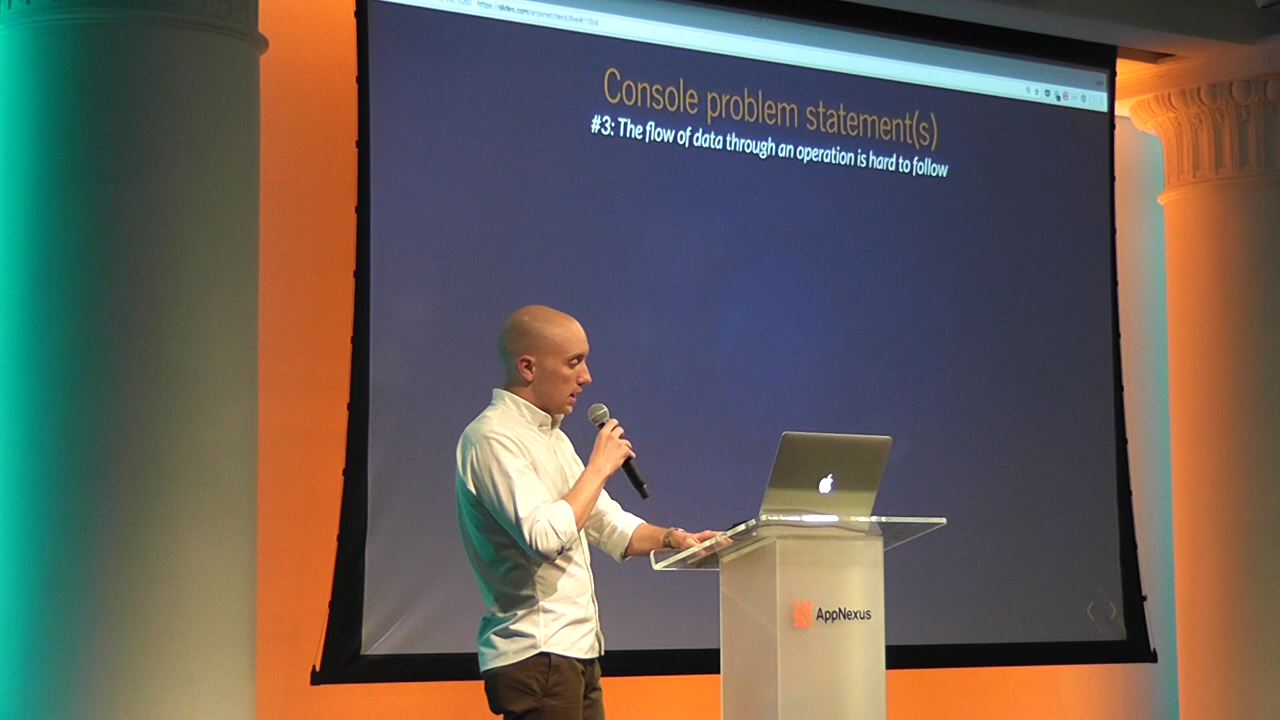 Console problem statement(s)
#3: The flow of data through an operation is hard to follow
AppNexus